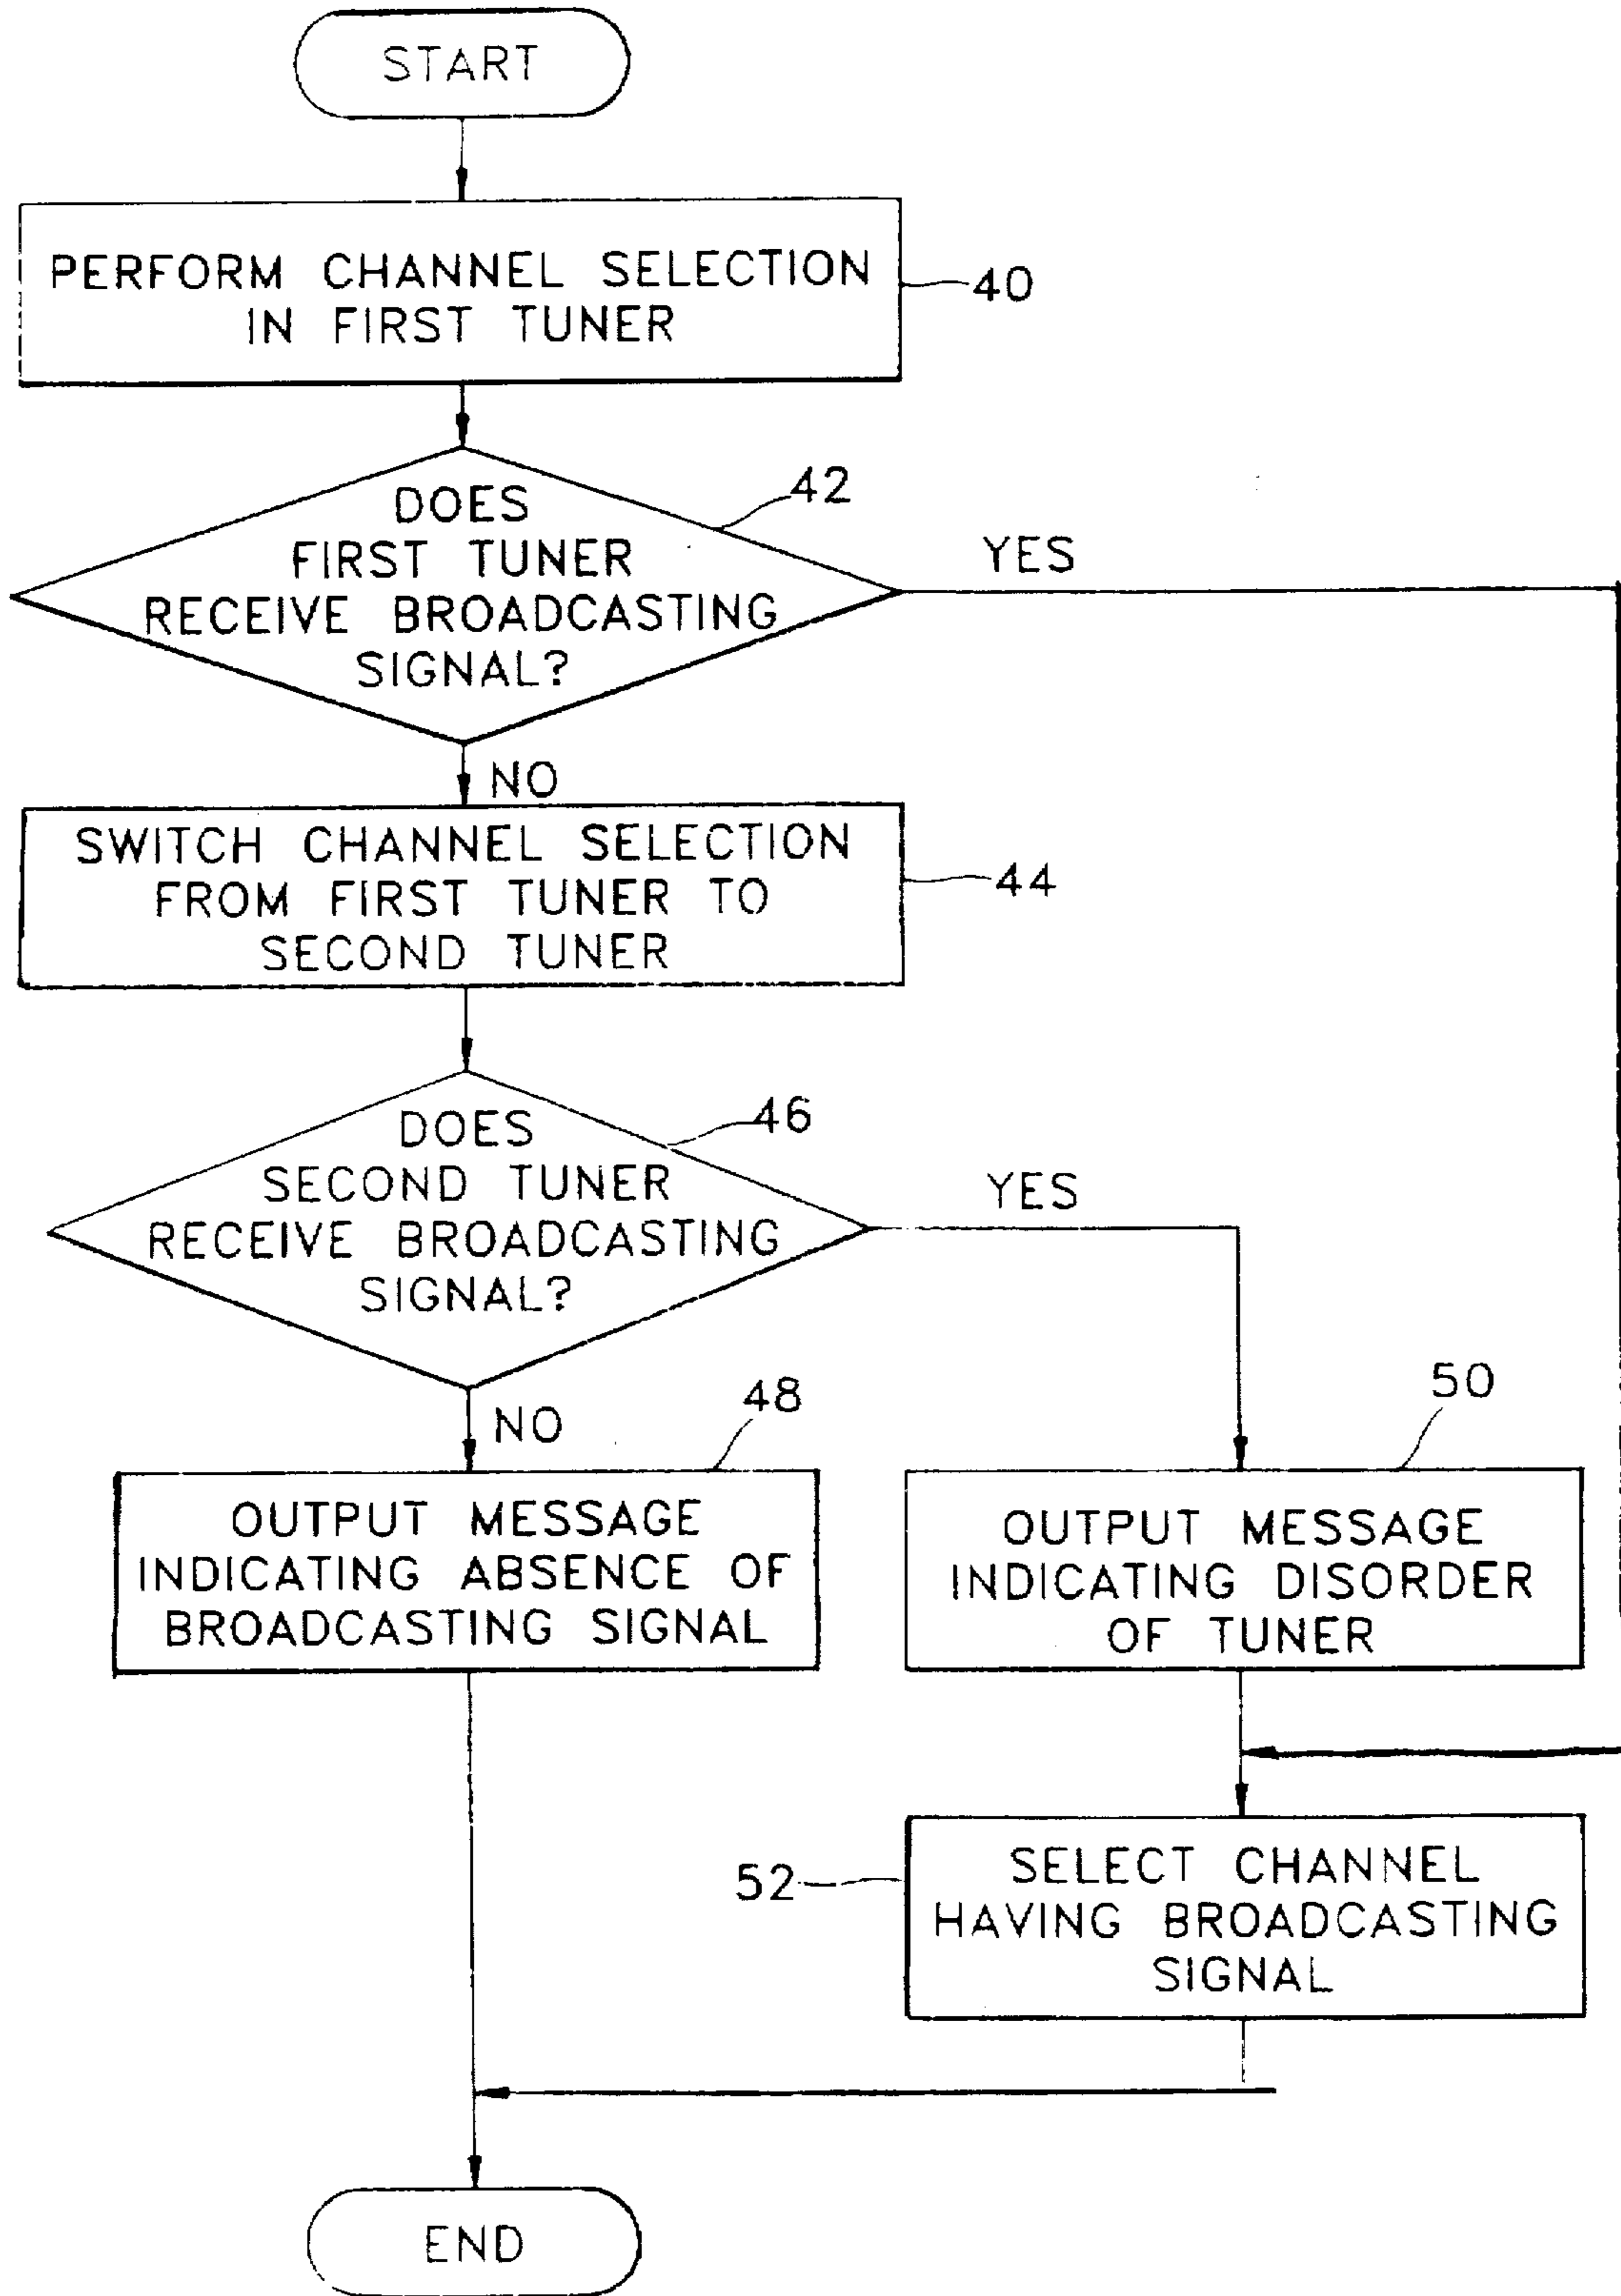 START
PERFORM CHANNEL SELECTION
IN FIRST TUNER
40
42
DOES
FIRST TUNER
RECEIVE BROADCASTING
SIGNAL?
YES
NO
SWITCH CHANNEL SELECTION
FROM FIRST TUNER TO
SECOND TUNER
44
46
DOES
SECOND TUNER
RECEIVE BROADCASTING
SIGNAL?
YES
NO
48
OUTPUT MESSAGE
INDICATING ABSENCE OF
BROADCASTING SIGNAL
50
OUTPUT MESSAGE
INDICATING DISORDER
OF TUNER
52
SELECT CHANNEL
HAVING BROADCASTING
SIGNAL
END